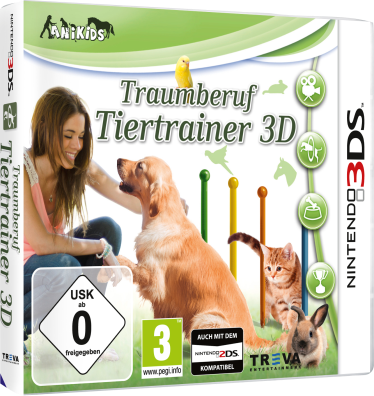 NINTENDO 3DS
Traumberuf
Tiertrainer 3D
ANIKIDS
Traumberuf
Tiertrainer 3D
NINTENDO 3DS
USK
ab
0
freigegeben
3
www.pegi.info
AUCH MIT DEM
NINTENDO 2DS
KOMPATIBEL
TREVA
ENTERTAINMENT